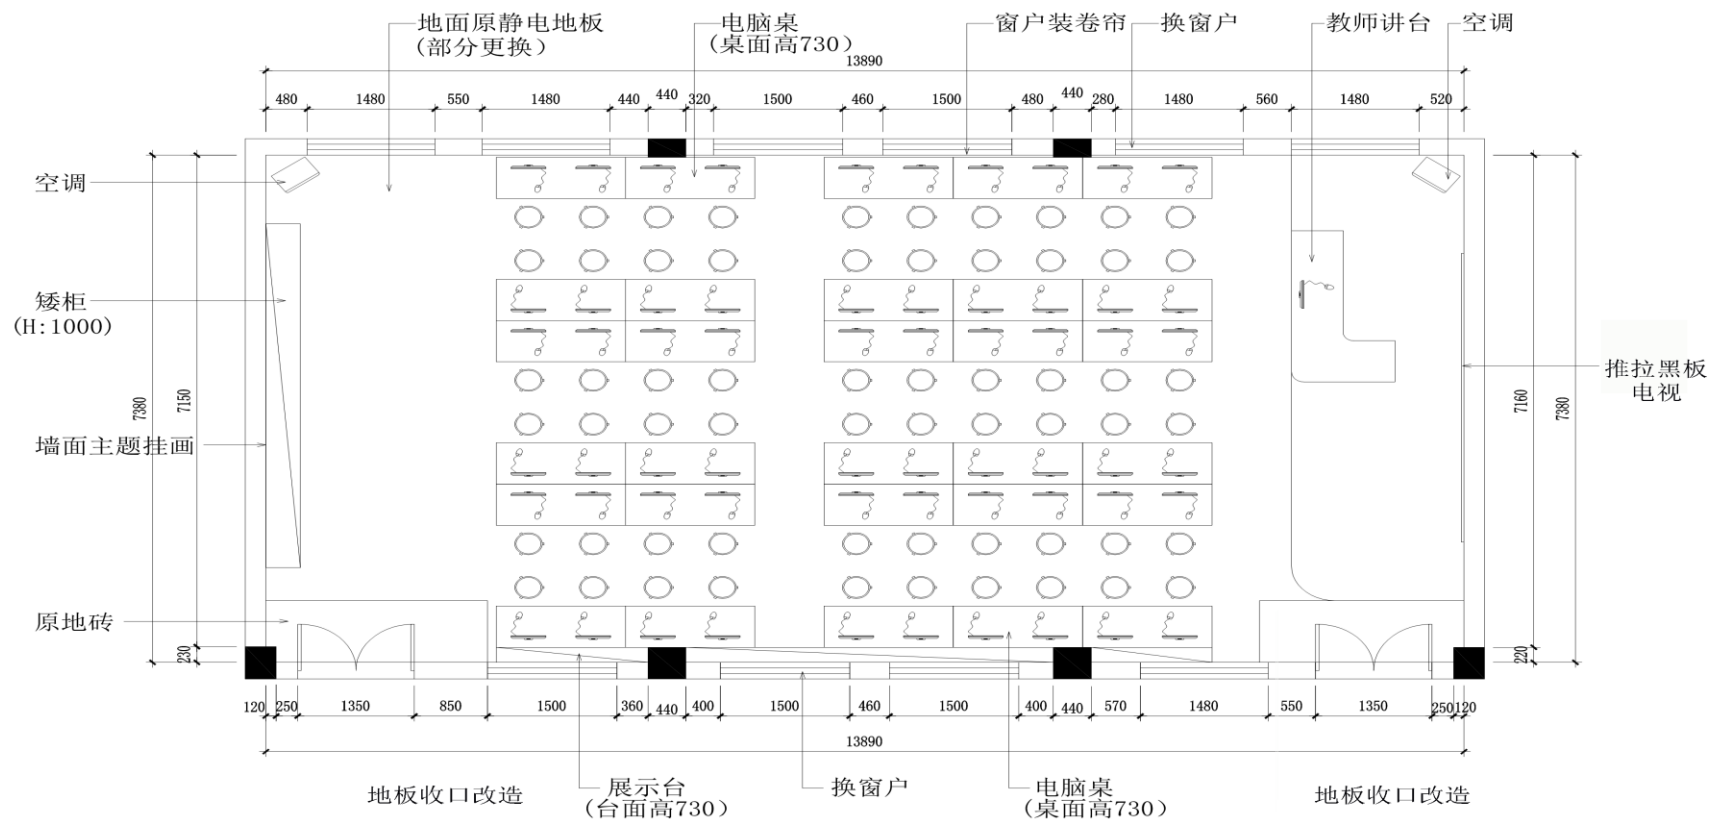 地面原静电地板
(部分更换)
电脑桌
(桌面高730)
窗户装卷帘
换窗户
教师讲台
空调
13890
480 1480 550 1480 440 440 320 1500 460 1500 480 440 280 1480 560 1480 520
空调
矮柜
(H:1000)
墙面主题挂画
原地砖
7380
7150
230
7160
7380
220
推拉黑板
电视
120 250 1350 850 1500 360 440 400 1500 460 1500 400 440 570 1480 550 1350 250 120
13890
地板收口改造
展示台
(台面高730)
换窗户
电脑桌
(桌面高730)
地板收口改造